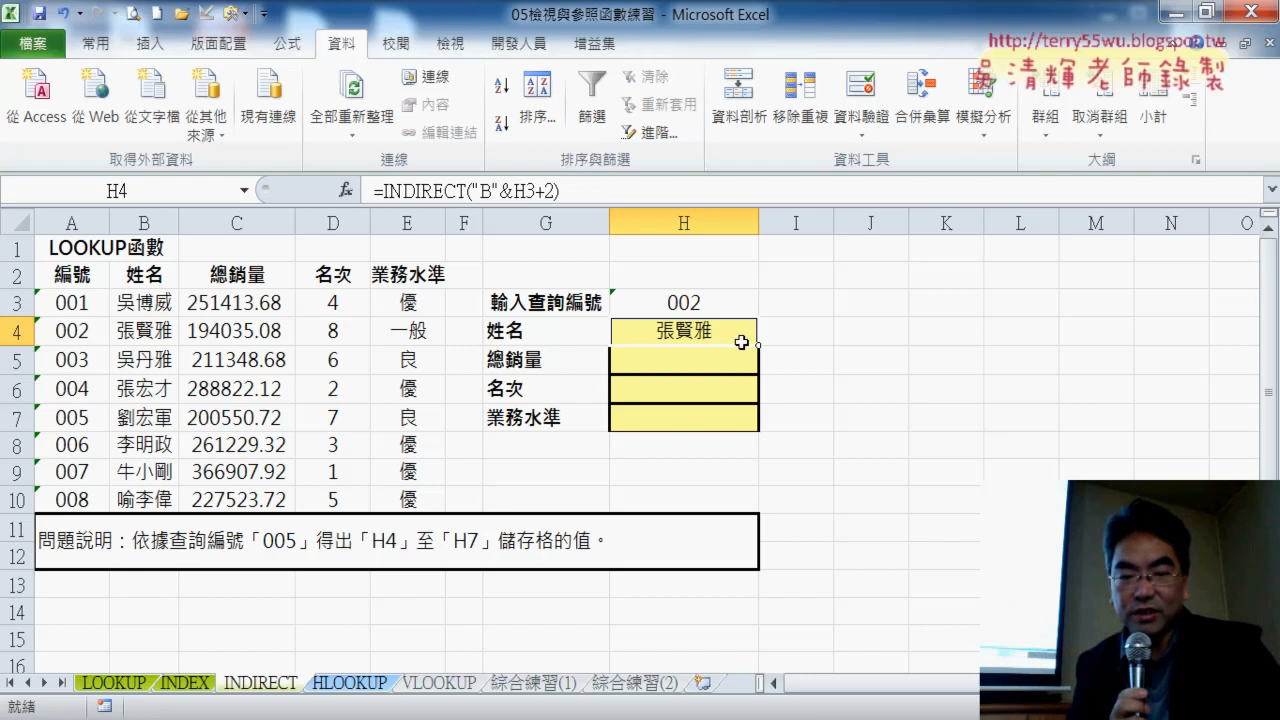 05檢視與參照函數練習 - Microsoft Excel
檔案 常用 插入 版面配置 公式 資料 校閱 檢視 開發人員 增益集
http://terry55wu.blogspot.tw
吳清輝老師錄製
從 Access 從 Web 從文字檔 從其他來源 現有連線
全部重新整理 連線 內容 編輯連結
排序... 篩選 清除 重新套用 進階...
資料剖析 移除重複 資料驗證 合併彙算 模擬分析
群組 取消群組 小計
取得外部資料 連線 排序與篩選 資料工具 大綱
H4 fx =INDIRECT("B"&H3+2)
A B C D E F G H I J K L M N O
1 LOOKUP函數
2 編號 姓名 總銷量 名次 業務水準
3 001 吳博威 251413.68 4 優 輸入查詢編號 002
4 002 張賢雅 194035.08 8 一般 姓名 張賢雅
5 003 吳丹雅 211348.68 6 良 總銷量
6 004 張宏才 288822.12 2 優 名次
7 005 劉宏軍 200550.72 7 良 業務水準
8 006 李明政 261229.32 3 優
9 007 牛小剛 366907.92 1 優
10 008 喻李偉 227523.72 5 優
11
問題說明：依據查詢編號「005」得出「H4」至「H7」儲存格的值。
12
13
14
15
16
LOOKUP INDEX INDIRECT HLOOKUP VLOOKUP 綜合練習(1) 綜合練習(2)
就緒